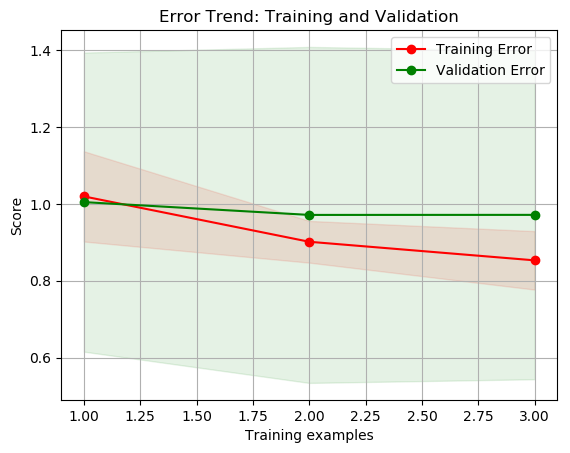 Error Trend: Training and Validation
Training Error
Validation Error
Score
1.4
1.2
1.0
0.8
0.6
1.00 1.25 1.50 1.75 2.00 2.25 2.50 2.75 3.00
Training examples